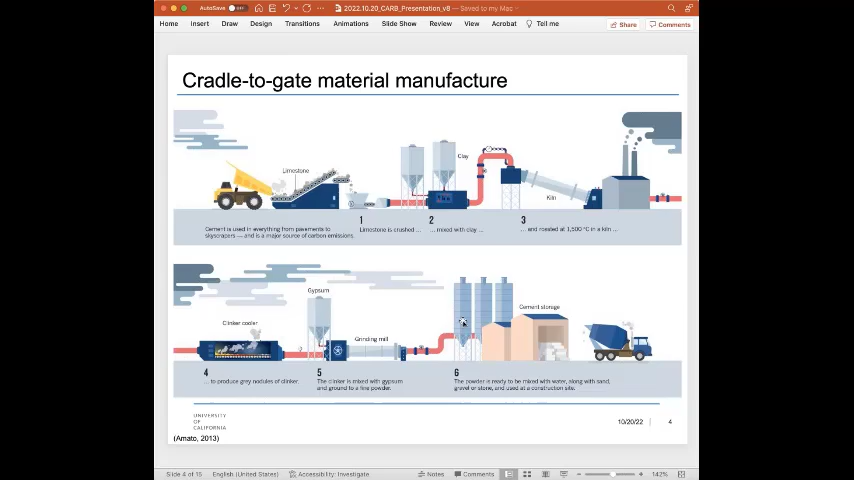 AutoSave OFF
2022.10.20_CARB_Presentation_v8 — Saved to my Mac
Home Insert Draw Design Transitions Animations Slide Show Review View Acrobat Tell me Share Comments
Cradle-to-gate material manufacture
Limestone
Clay
Kiln
Cement is used in everything from pavements to
skyscrapers — and is a major source of carbon emissions.
1
Limestone is crushed ...
2
... mixed with clay ...
3
... and roasted at 1,500 °C in a kiln ...
Clinker cooler
Gypsum
Grinding mill
Cement storage
4
... to produce grey nodules of clinker.
5
The clinker is mixed with gypsum
and ground to a fine powder.
6
The powder is ready to be mixed with water, along with sand,
gravel or stone, and used at a construction site.
UNIVERSITY
OF
CALIFORNIA
10/20/22 | 4
(Amato, 2013)
Slide 4 of 15 English (United States) Accessibility: Investigate Notes Comments 142%